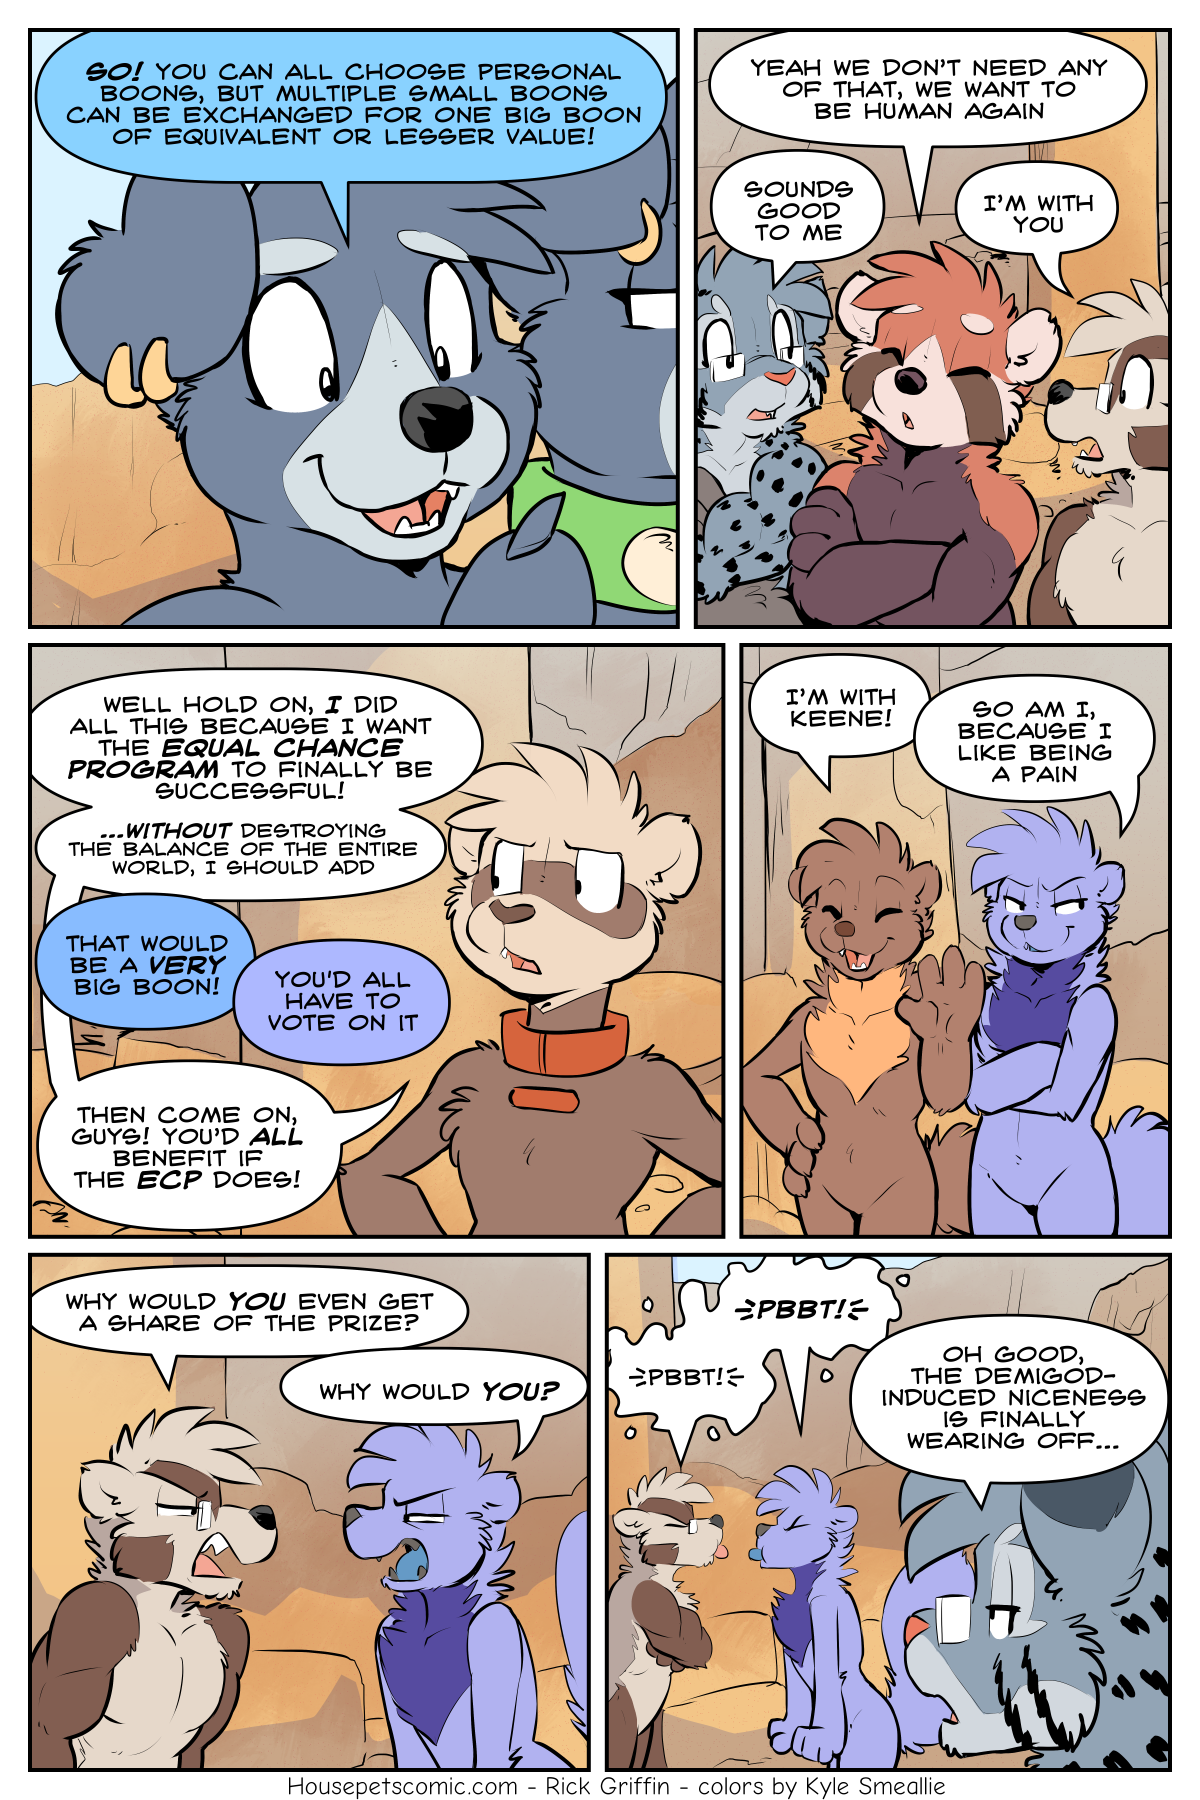 SO! YOU CAN ALL CHOOSE PERSONAL
BOONS, BUT MULTIPLE SMALL BOONS
CAN BE EXCHANGED FOR ONE BIG BOON
OF EQUIVALENT OR LESSER VALUE!
YEAH WE DON'T NEED ANY
OF THAT, WE WANT TO
BE HUMAN AGAIN
SOUNDS
GOOD
TO ME
I'M WITH
YOU
WELL HOLD ON, I DID
ALL THIS BECAUSE I WANT
THE EQUAL CHANCE
PROGRAM TO FINALLY BE
SUCCESSFUL!
...WITHOUT DESTROYING
THE BALANCE OF THE ENTIRE
WORLD, I SHOULD ADD
THAT WOULD
BE A VERY
BIG BOON!
YOU'D ALL
HAVE TO
VOTE ON IT
THEN COME ON,
GUYS! YOU'D ALL
BENEFIT IF
THE ECP DOES!
I'M WITH
KEENE!
SO AM I,
BECAUSE I
LIKE BEING
A PAIN
WHY WOULD YOU EVEN GET
A SHARE OF THE PRIZE?
WHY WOULD YOU?
PBBT!
PBBT!
OH GOOD,
THE DEMIGOD-
INDUCED NICENESS
IS FINALLY
WEARING OFF...
Housepetscomic.com - Rick Griffin - colors by Kyle Smeallie